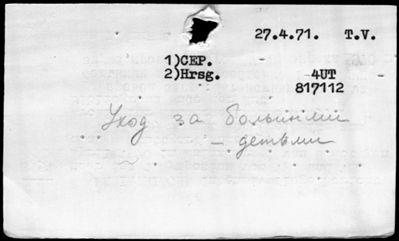 27.4.71. T.V.
1)CEP.
2)Hrsg. 4UT
817112
Уход за больными
– детьми